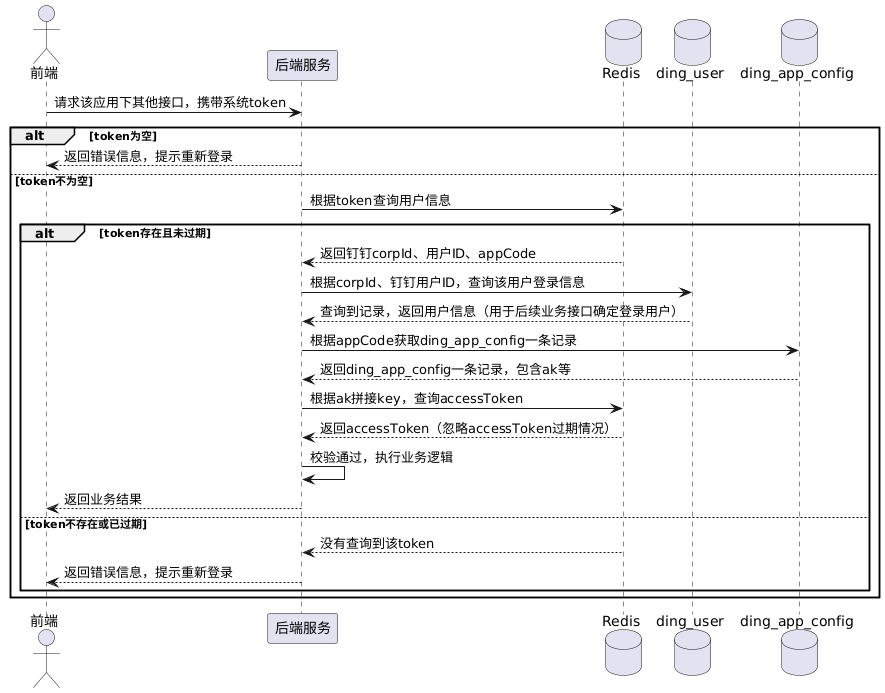 前端
后端服务
Redis
ding_user
ding_app_config
请求该应用下其他接口，携带系统token
alt
[token为空]
返回错误信息，提示重新登录
[token不为空]
根据token查询用户信息
alt
[token存在且未过期]
返回钉钉corpId、用户ID、appCode
根据corpId、钉钉用户ID，查询该用户登录信息
查询到记录，返回用户信息（用于后续业务接口确定登录用户）
根据appCode获取ding_app_config一条记录
返回ding_app_config一条记录，包含ak等
根据ak拼接key，查询accessToken
返回accessToken（忽略accessToken过期情况）
校验通过，执行业务逻辑
返回业务结果
[token不存在或已过期]
没有查询到该token
返回错误信息，提示重新登录
前端
后端服务
Redis
ding_user
ding_app_config